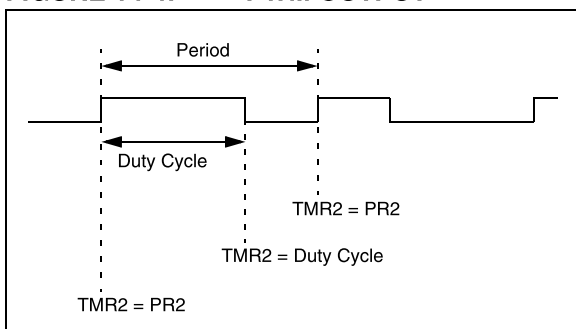 Period
Duty Cycle
TMR2 = PR2
TMR2 = Duty Cycle
TMR2 = PR2